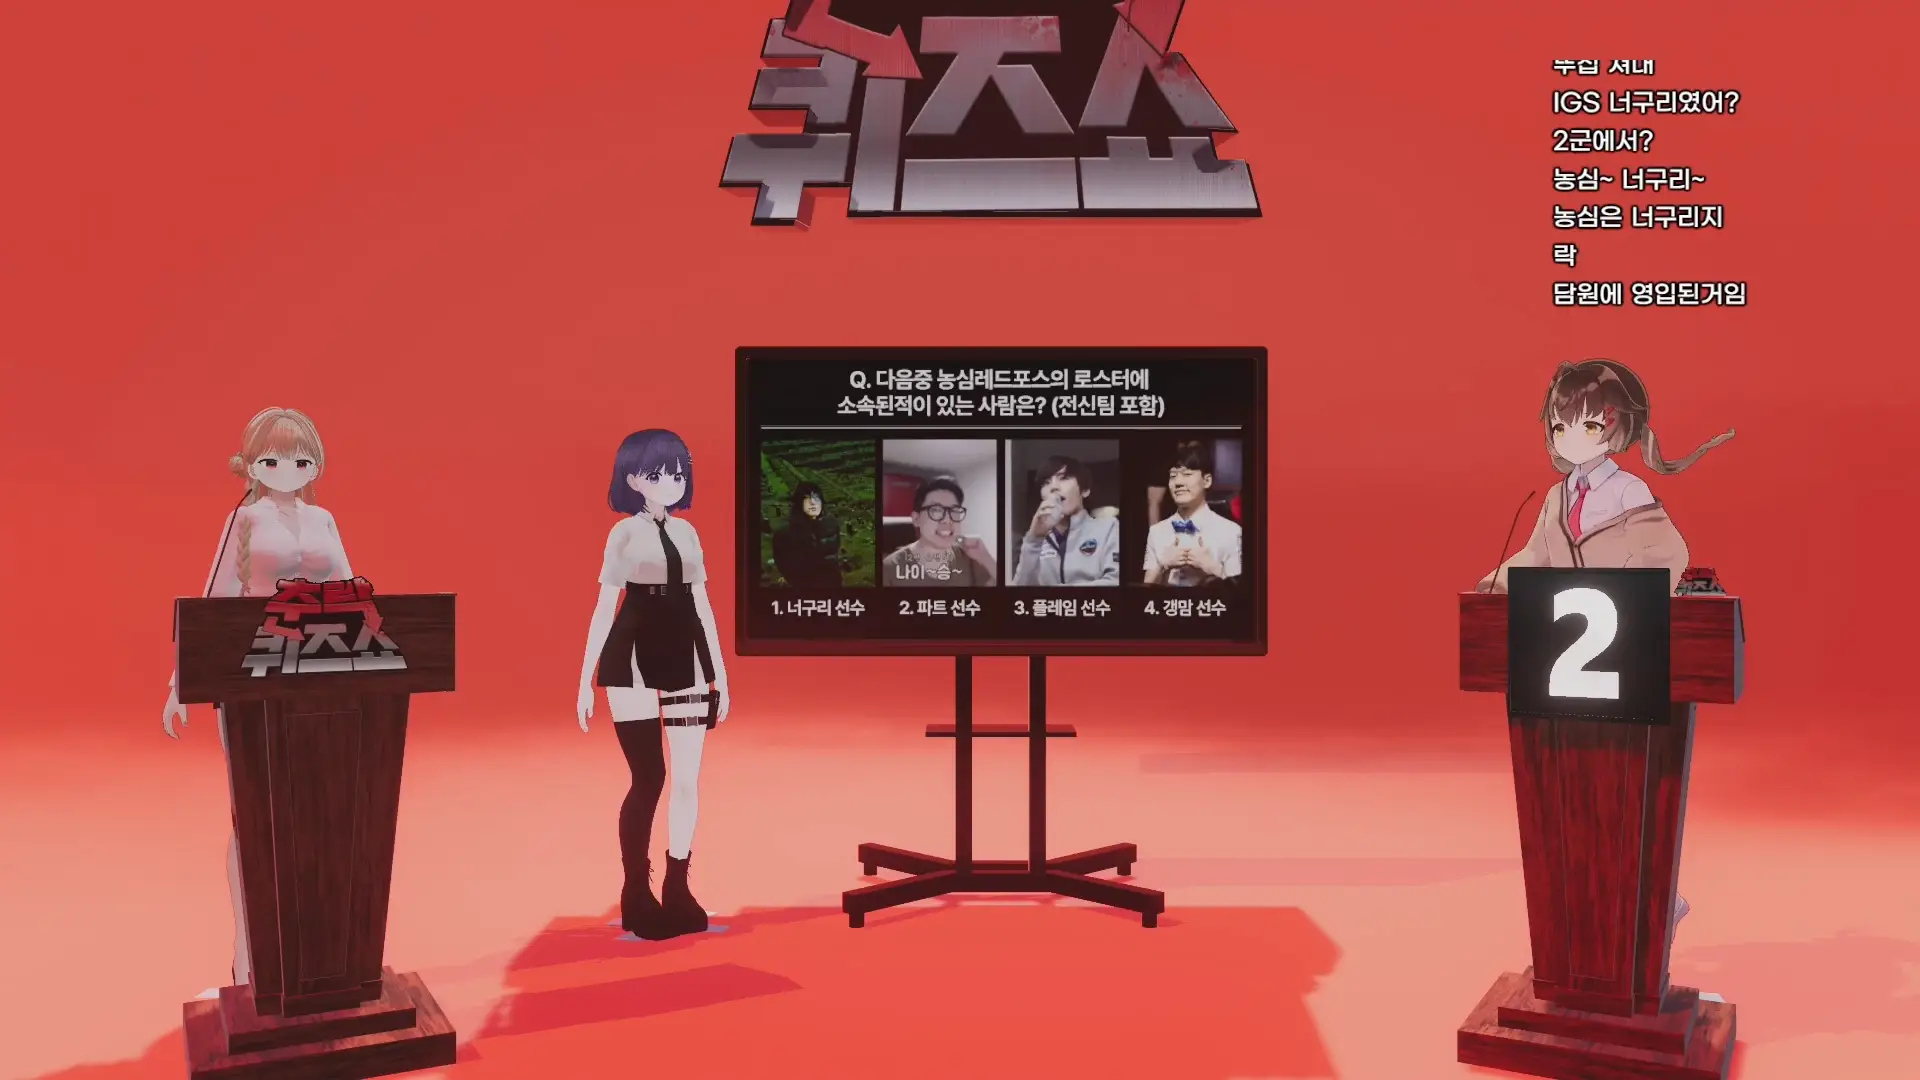 퀴즈쇼
IGS 너구리였어?
2군에서?
농심~ 너구리~
농심은 너구리지
락
담원에 영입된거임
Q. 다음중 농심레드포스의 로스터에
소속된적이 있는 사람은? (전신팀 포함)
나이~승~
1. 너구리 선수
2. 파트 선수
3. 플레임 선수
4. 갱맘 선수
추락
퀴즈쇼
2